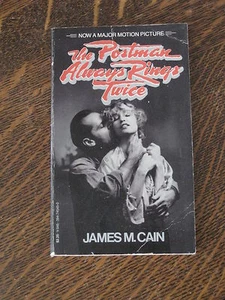 NOW A MAJOR MOTION PICTURE
The Postman
Always Rings
Twice
JAMES M. CAIN